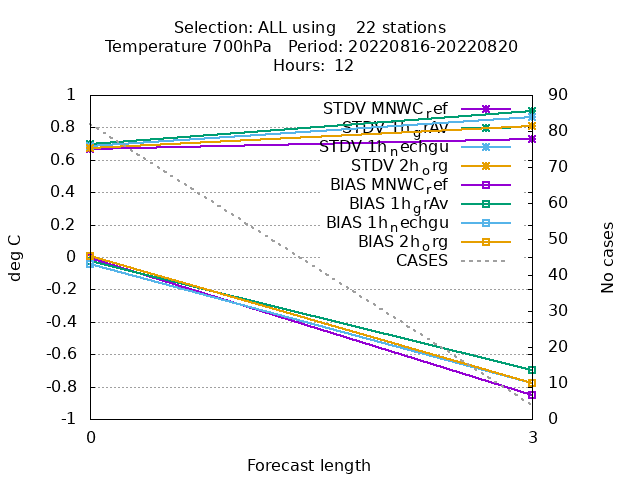 Selection: ALL using    22 stations
Temperature 700hPa   Period: 20220816-20220820
Hours:  12
1
0.8
0.6
0.4
0.2
0
-0.2
-0.4
-0.6
-0.8
-1
deg C
90
80
70
60
50
40
30
20
10
0
No cases
STDV MNWC_ref
STDV 1h_grAv
STDV 1h_nechgu
STDV 2h_org
BIAS MNWC_ref
BIAS 1h_grAv
BIAS 1h_nechgu
BIAS 2h_org
CASES
0
3
Forecast length